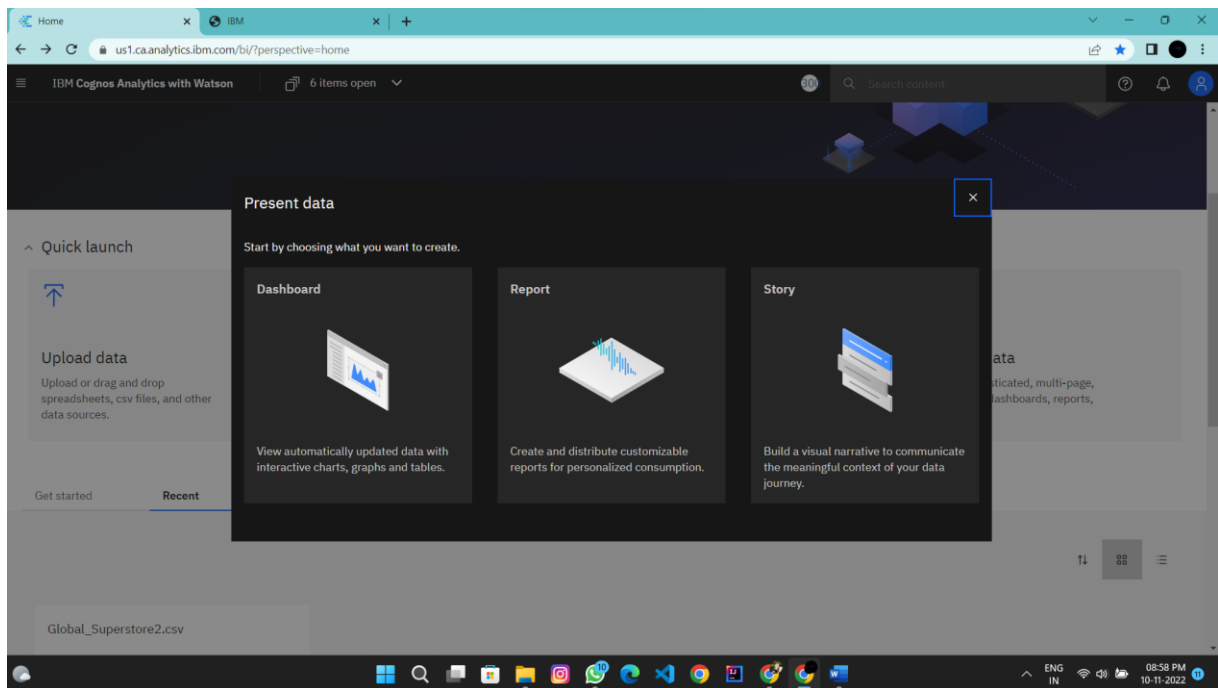 Home
IBM
us1.ca.analytics.ibm.com/bi/?perspective=home
IBM Cognos Analytics with Watson
6 items open
Search content
Present data
Start by choosing what you want to create.
Quick launch
Dashboard
Report
Story
Upload data
Upload or drag and drop
spreadsheets, csv files, and other
data sources.
View automatically updated data with
interactive charts, graphs and tables.
Create and distribute customizable
reports for personalized consumption.
Build a visual narrative to communicate
the meaningful context of your data
journey.
ata
sticated, multi-page,
ashboards, reports,
Get started
Recent
Global_Superstore2.csv
10
ENG
IN
08:58 PM
10-11-2022
11